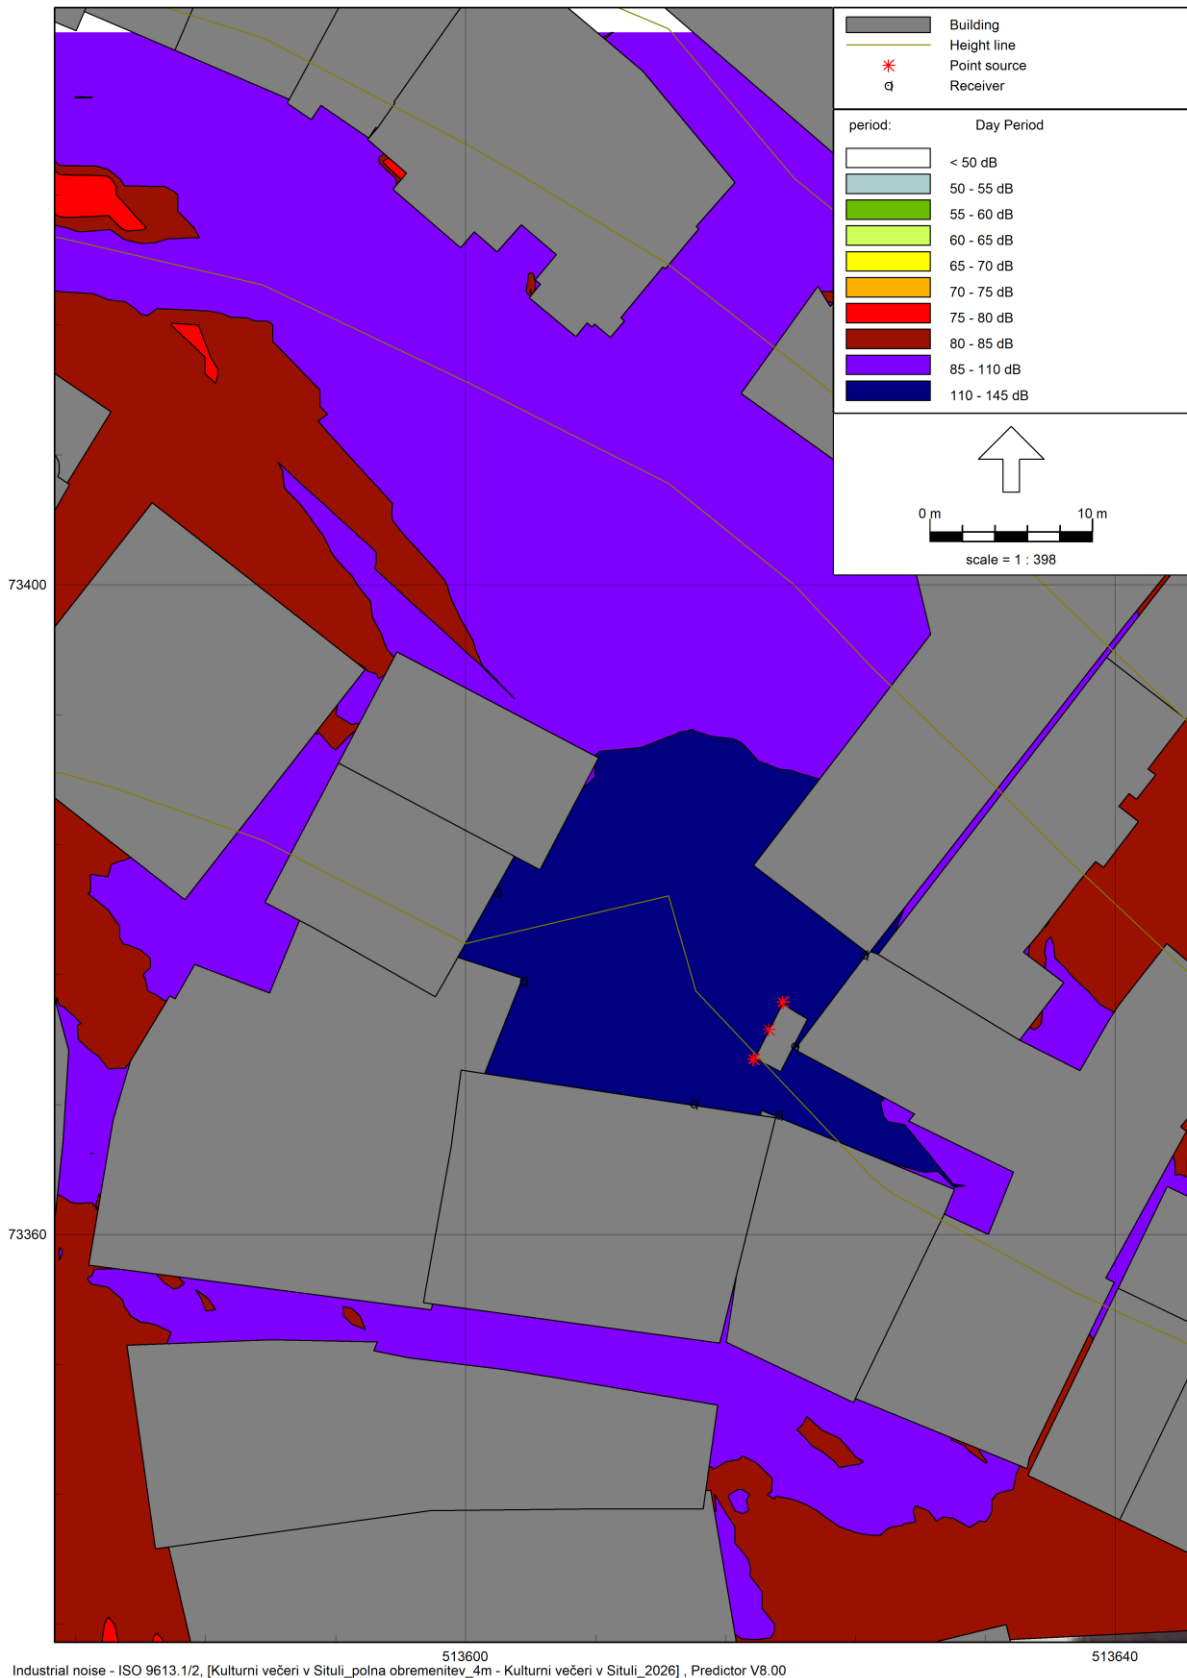 Building
Height line
Point source
Receiver
period: Day Period
< 50 dB
50 - 55 dB
55 - 60 dB
60 - 65 dB
65 - 70 dB
70 - 75 dB
75 - 80 dB
80 - 85 dB
85 - 110 dB
110 - 145 dB
0 m 10 m
scale = 1 : 398
73400
73360
513600 513640
Industrial noise - ISO 9613.1/2, [Kulturni večeri v Situli_polna obremenitev_4m - Kulturni večeri v Situli_2026] , Predictor V8.00